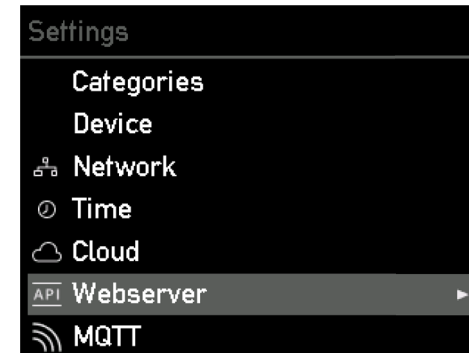 Settings
Categories
Device
Network
Time
Cloud
API Webserver
MQTT